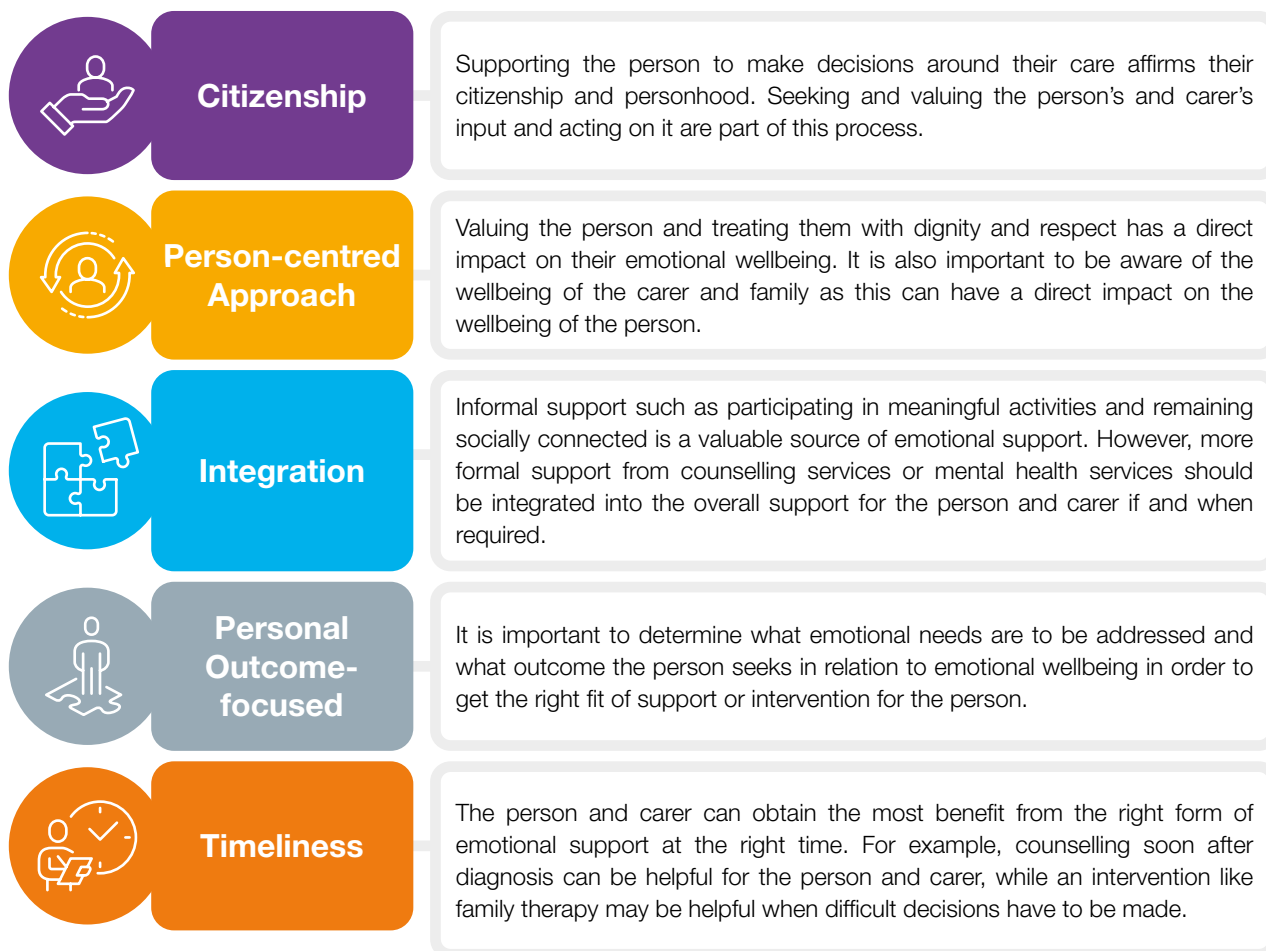 Citizenship
Supporting the person to make decisions around their care affirms their
citizenship and personhood. Seeking and valuing the person’s and carer’s
input and acting on it are part of this process.
Person-centred
Approach
Valuing the person and treating them with dignity and respect has a direct
impact on their emotional wellbeing. It is also important to be aware of the
wellbeing of the carer and family as this can have a direct impact on the
wellbeing of the person.
Integration
Informal support such as participating in meaningful activities and remaining
socially connected is a valuable source of emotional support. However, more
formal support from counselling services or mental health services should
be integrated into the overall support for the person and carer if and when
required.
Personal
Outcome-
focused
It is important to determine what emotional needs are to be addressed and
what outcome the person seeks in relation to emotional wellbeing in order to
get the right fit of support or intervention for the person.
Timeliness
The person and carer can obtain the most benefit from the right form of
emotional support at the right time. For example, counselling soon after
diagnosis can be helpful for the person and carer, while an intervention like
family therapy may be helpful when difficult decisions have to be made.